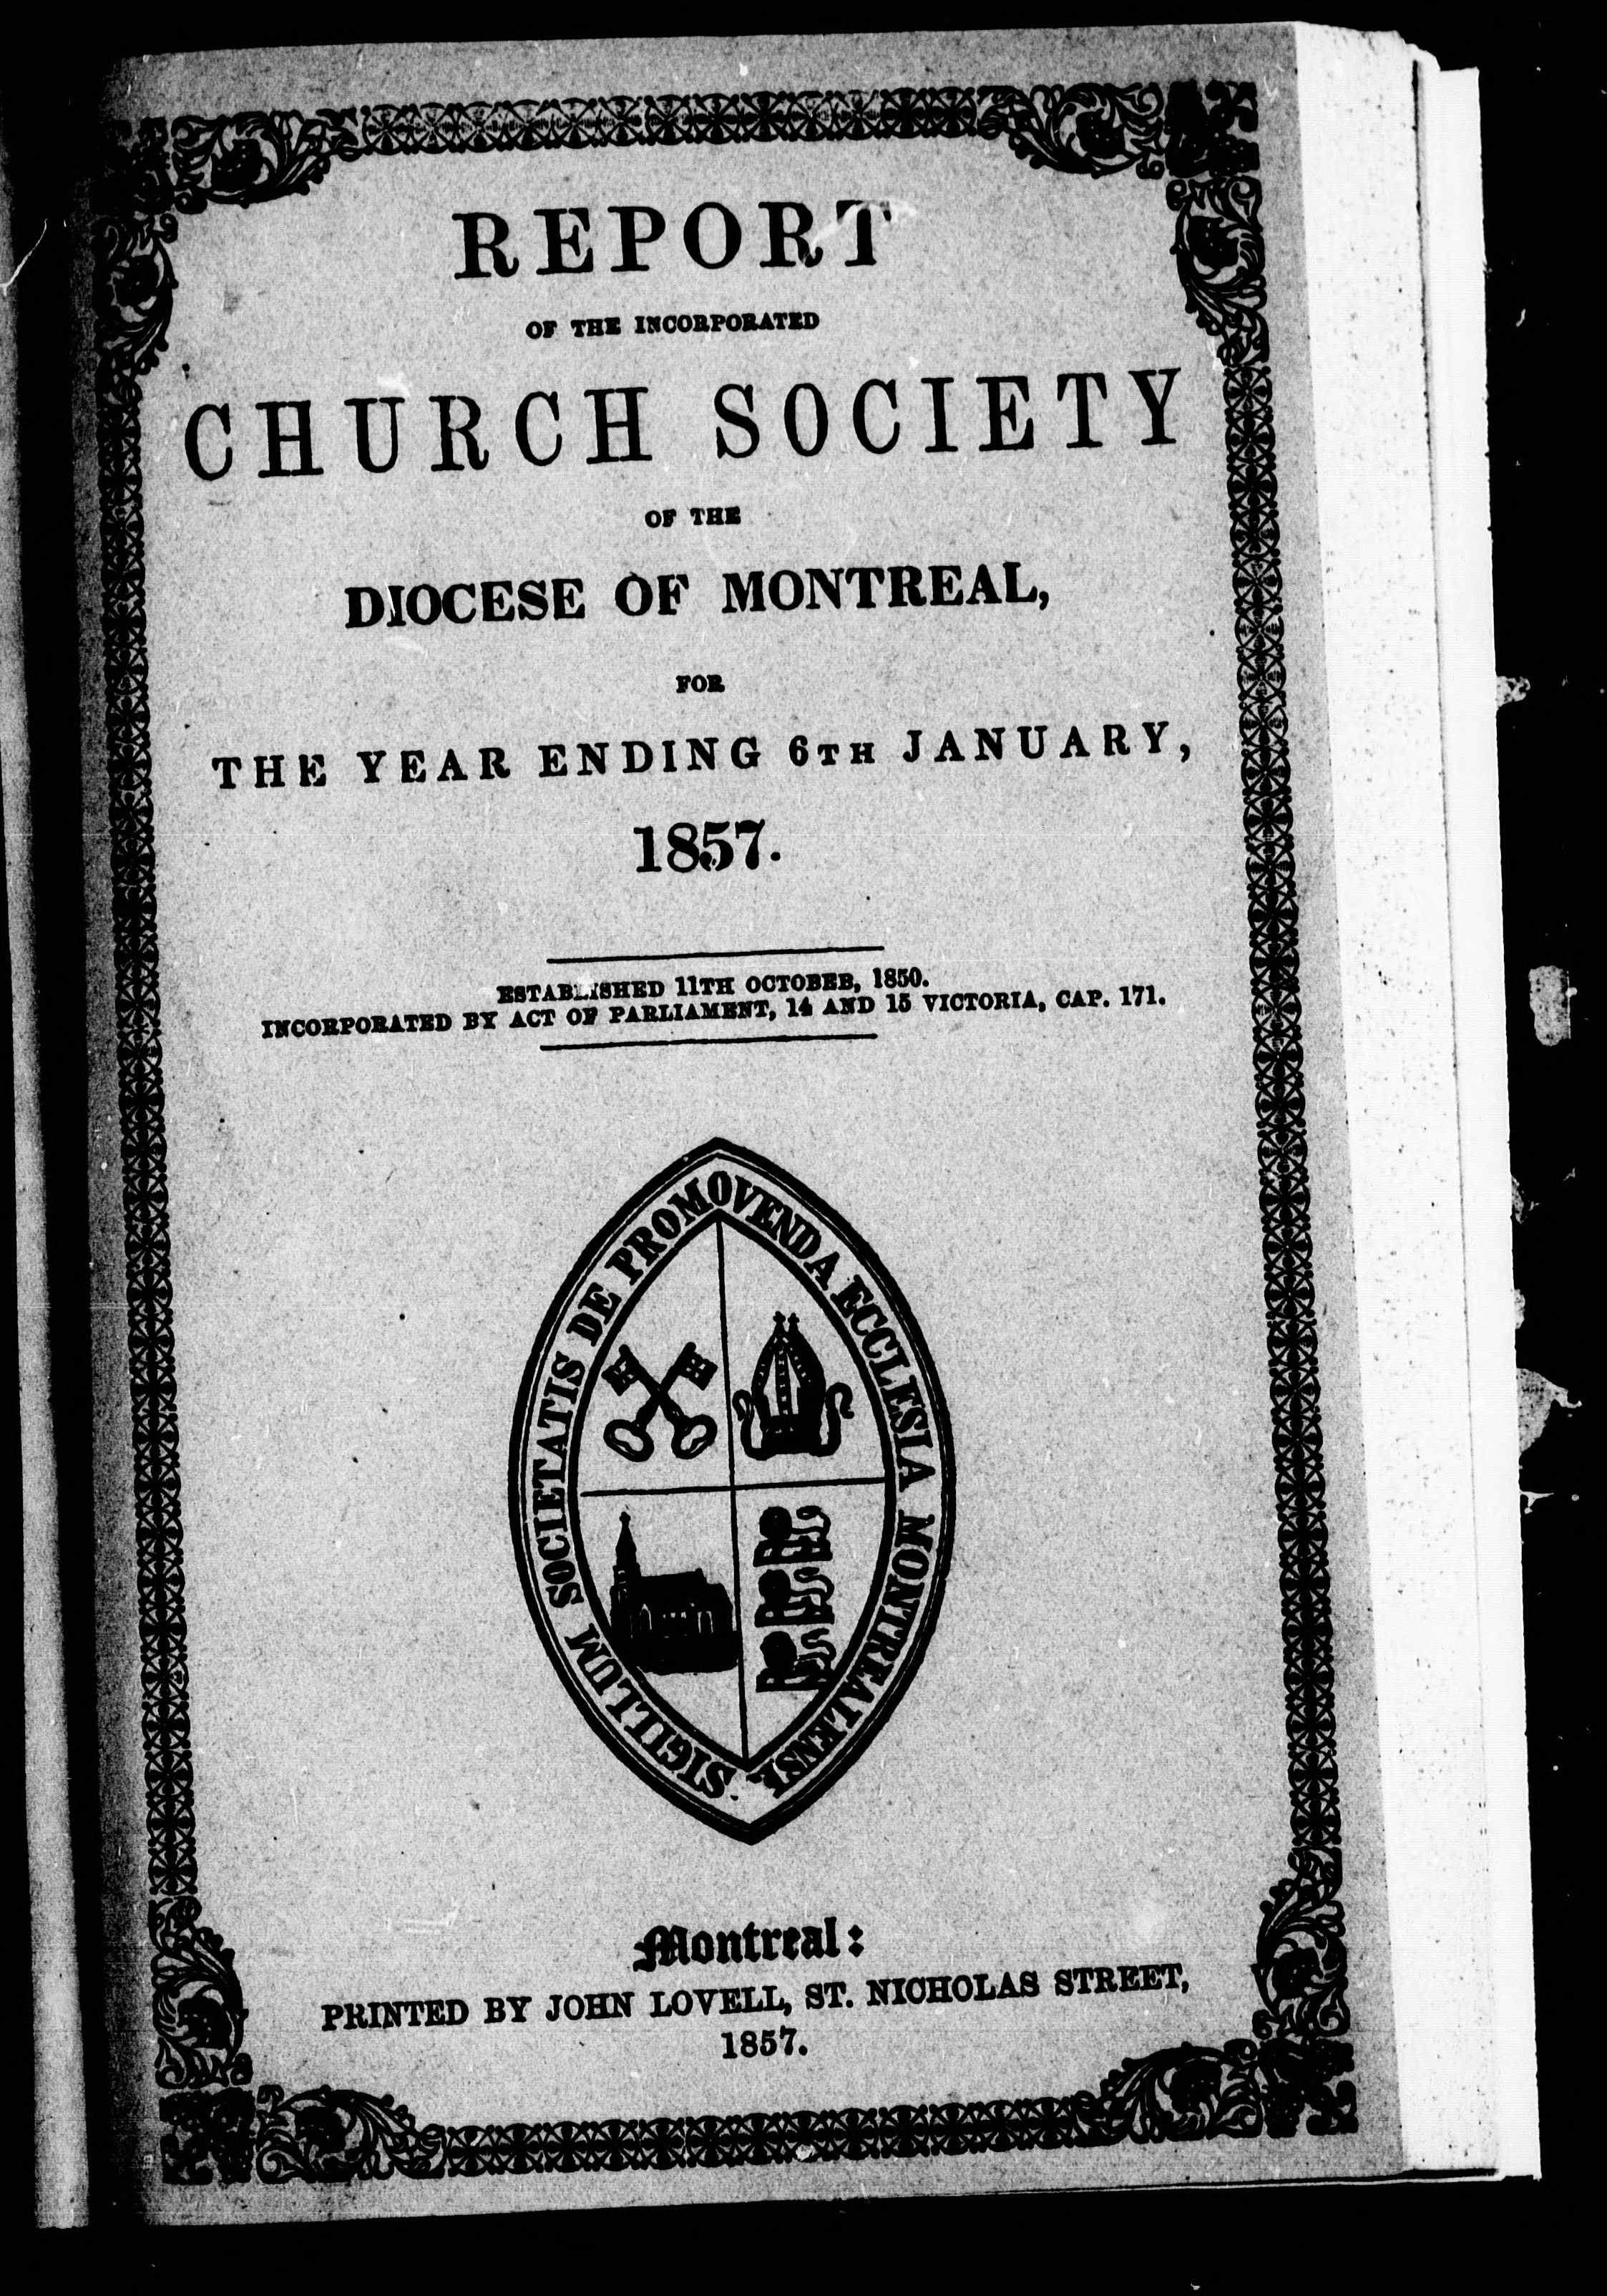 REPORT
OF THE INCORPORATED
CHURCH SOCIETY
OF THE
DIOCESE OF MONTREAL,
FOR
THE YEAR ENDING 6TH JANUARY,
1857.
ESTABLISHED 11TH OCTOBER, 1850.
INCORPORATED BY ACT OF PARLIAMENT, 14 AND 15 VICTORIA, CAP. 171.
SIGILLUM SOCIETATIS DE PROMOVENDA ECCLESIA MONTREALENSI.
Montreal:
PRINTED BY JOHN LOVELL, ST. NICHOLAS STREET,
1857.